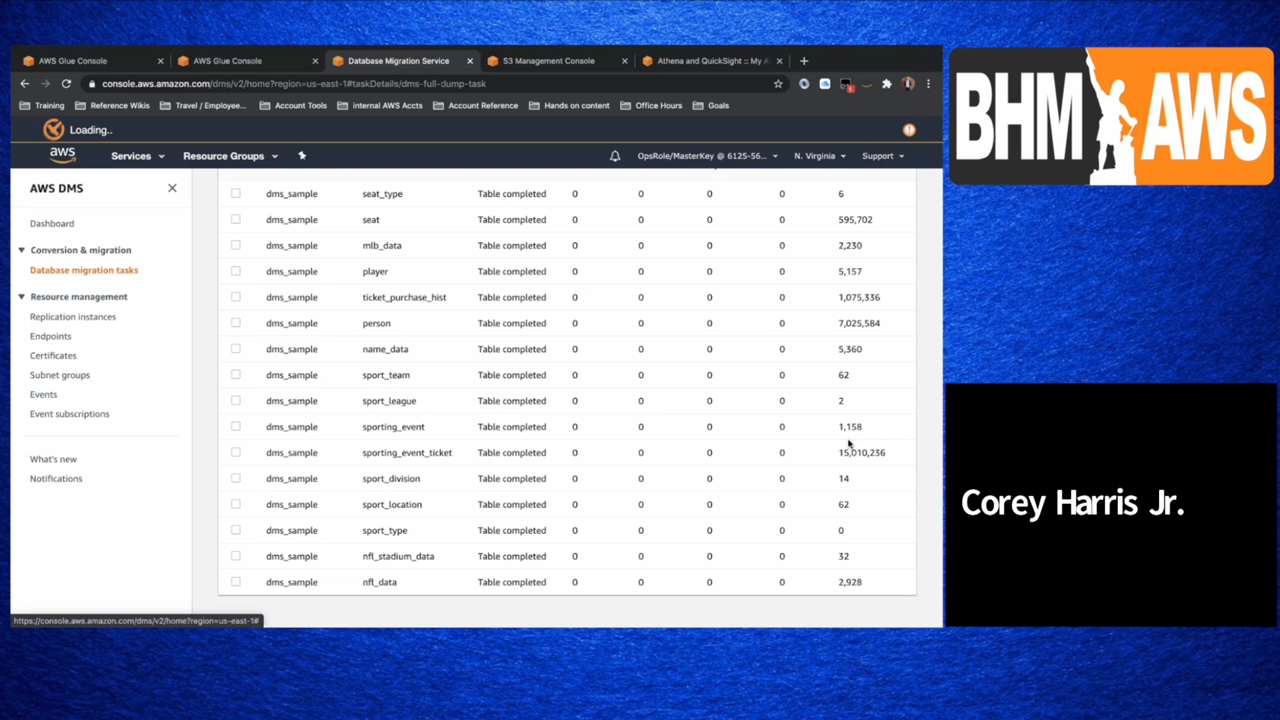 AWS Glue Console
AWS Glue Console
Database Migration Service
S3 Management Console
Athena and QuickSight :: My A
console.aws.amazon.com/dms/v2/home?region=us-east-1#taskDetails/dms-full-dump-task
Training
Reference Wikis
Travel / Employee...
Account Tools
internal AWS Accts
Account Reference
Hands on content
Office Hours
Goals
Loading..
aws
Services
Resource Groups
OpsRole/MasterKey @ 6125-56...
N. Virginia
Support
AWS DMS
Dashboard
Conversion & migration
Database migration tasks
Resource management
Replication instances
Endpoints
Certificates
Subnet groups
Events
Event subscriptions
What's new
Notifications
dms_sample seat_type Table completed 0 0 0 0 6
dms_sample seat Table completed 0 0 0 0 595,702
dms_sample mlb_data Table completed 0 0 0 0 2,230
dms_sample player Table completed 0 0 0 0 5,157
dms_sample ticket_purchase_hist Table completed 0 0 0 0 1,075,336
dms_sample person Table completed 0 0 0 0 7,025,584
dms_sample name_data Table completed 0 0 0 0 5,360
dms_sample sport_team Table completed 0 0 0 0 62
dms_sample sport_league Table completed 0 0 0 0 2
dms_sample sporting_event Table completed 0 0 0 0 1,158
dms_sample sporting_event_ticket Table completed 0 0 0 0 15,010,236
dms_sample sport_division Table completed 0 0 0 0 14
dms_sample sport_location Table completed 0 0 0 0 62
dms_sample sport_type Table completed 0 0 0 0 0
dms_sample nfl_stadium_data Table completed 0 0 0 0 32
dms_sample nfl_data Table completed 0 0 0 0 2,928
https://console.aws.amazon.com/dms/v2/home?region=us-east-1#
BHM AWS
Corey Harris Jr.